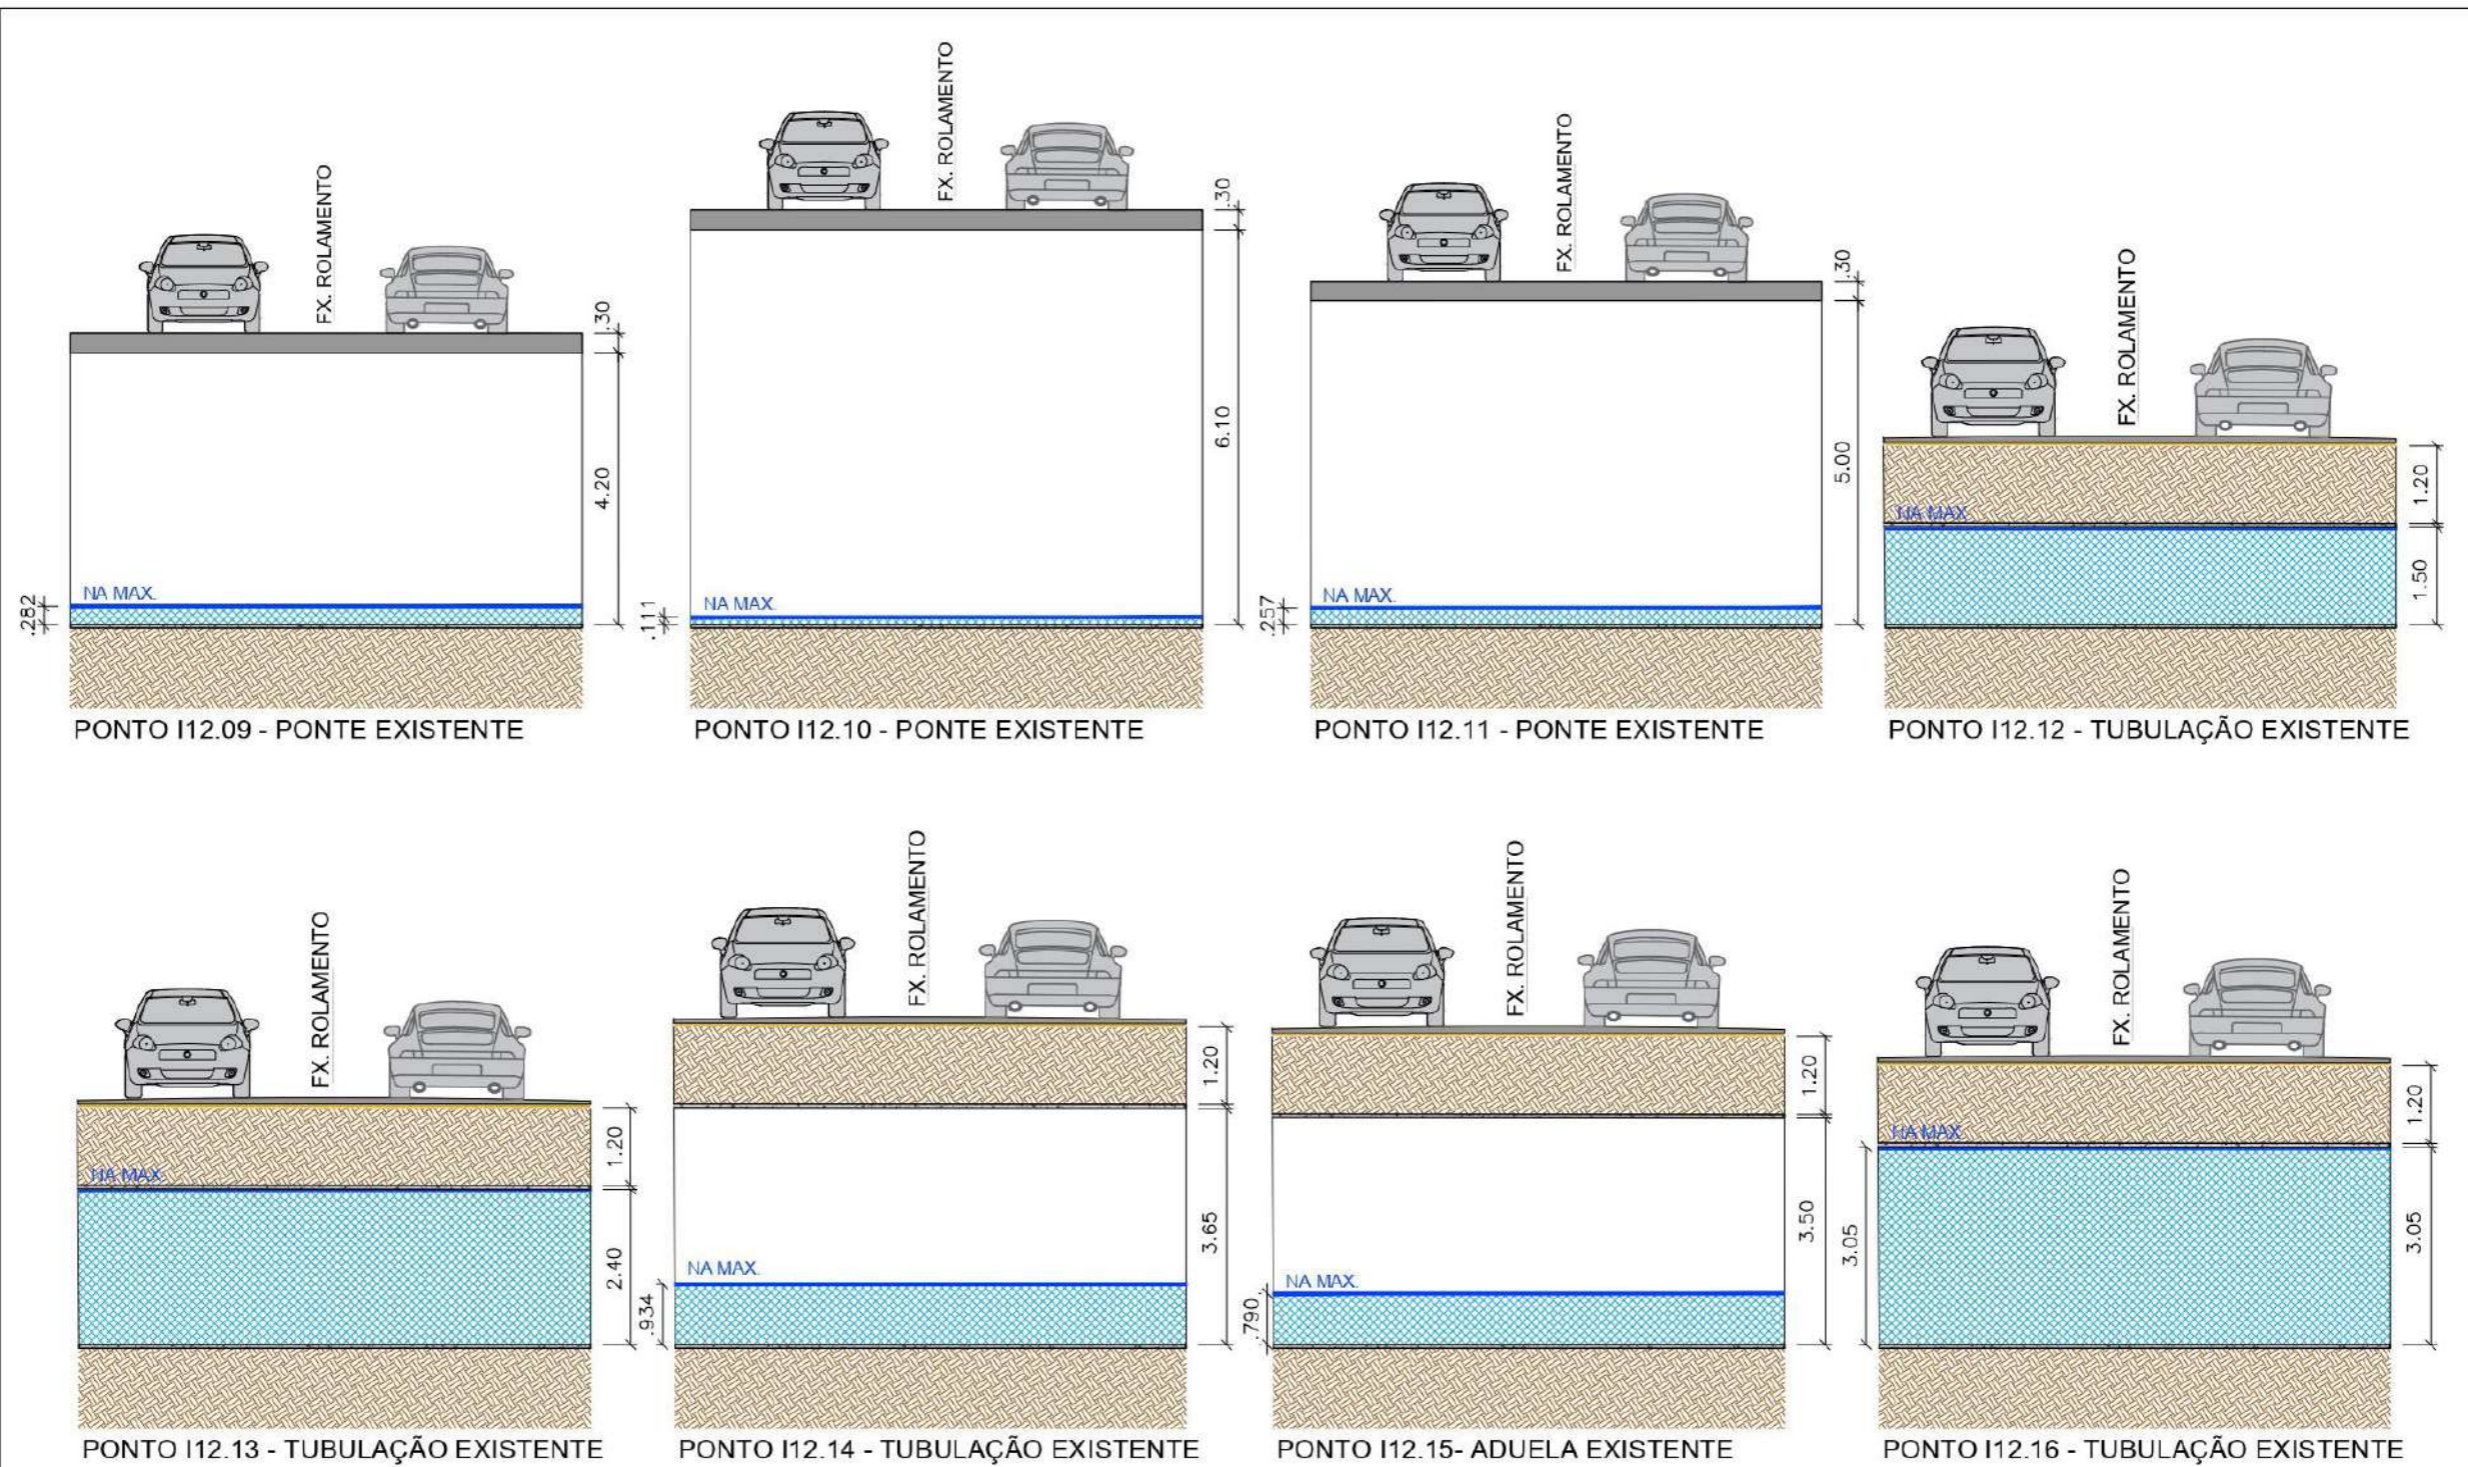 FX. ROLAMENTO
.30
4.20
NA MAX.
.282
PONTO I12.09 - PONTE EXISTENTE
FX. ROLAMENTO
.30
6.10
NA MAX.
.111
PONTO I12.10 - PONTE EXISTENTE
FX. ROLAMENTO
.30
5.00
NA MAX.
.257
PONTO I12.11 - PONTE EXISTENTE
FX. ROLAMENTO
1.20
NA MAX.
1.50
PONTO I12.12 - TUBULAÇÃO EXISTENTE
FX. ROLAMENTO
1.20
NA MAX.
2.40
PONTO I12.13 - TUBULAÇÃO EXISTENTE
FX. ROLAMENTO
1.20
3.65
NA MAX.
.934
PONTO I12.14 - TUBULAÇÃO EXISTENTE
FX. ROLAMENTO
1.20
3.50
NA MAX.
.790
PONTO I12.15- ADUELA EXISTENTE
FX. ROLAMENTO
1.20
NA MAX.
3.05
3.05
PONTO I12.16 - TUBULAÇÃO EXISTENTE